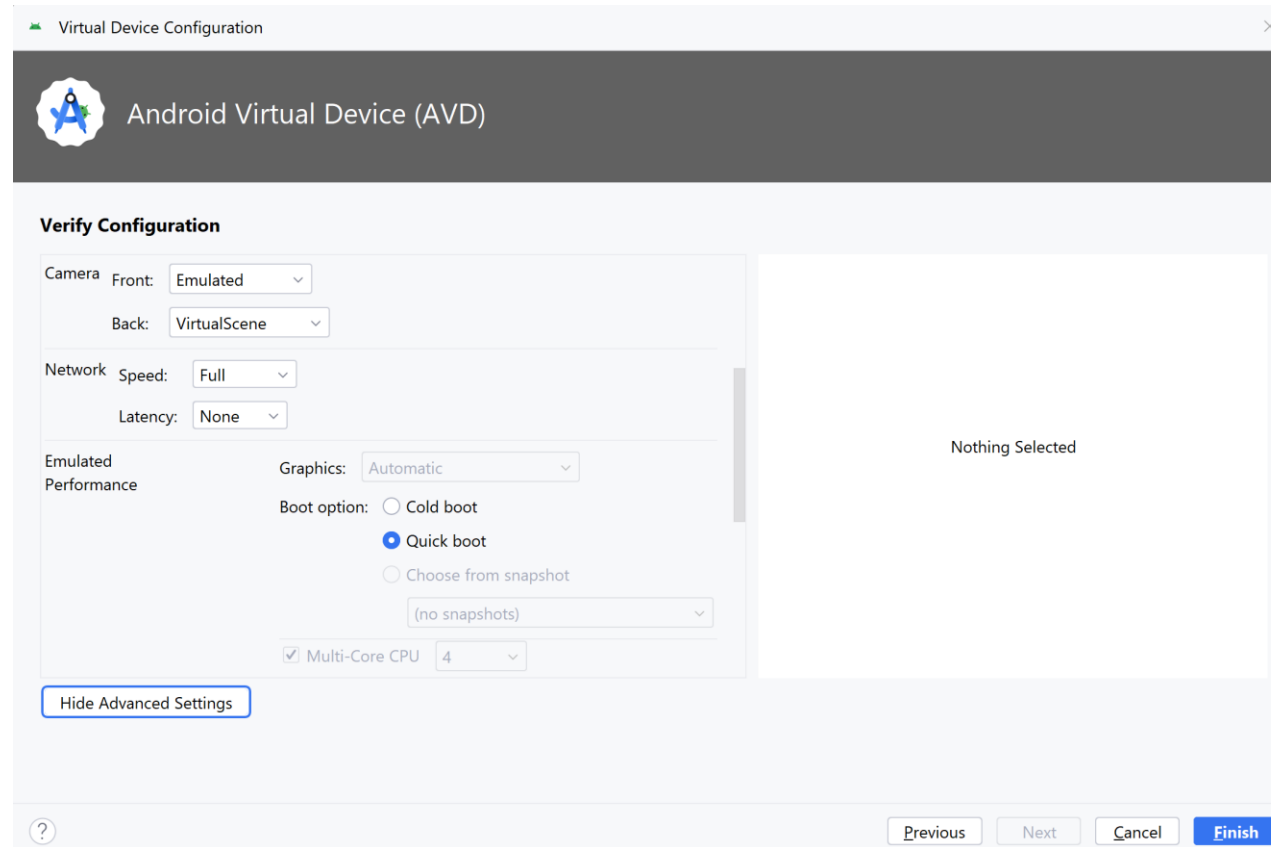 Virtual Device Configuration
Android Virtual Device (AVD)
Verify Configuration
Camera Front: Emulated
Back: VirtualScene
Network Speed: Full
Latency: None
Emulated
Performance
Graphics: Automatic
Boot option: Cold boot
Quick boot
Choose from snapshot
(no snapshots)
Multi-Core CPU 4
Nothing Selected
Hide Advanced Settings
? Previous Next Cancel Finish